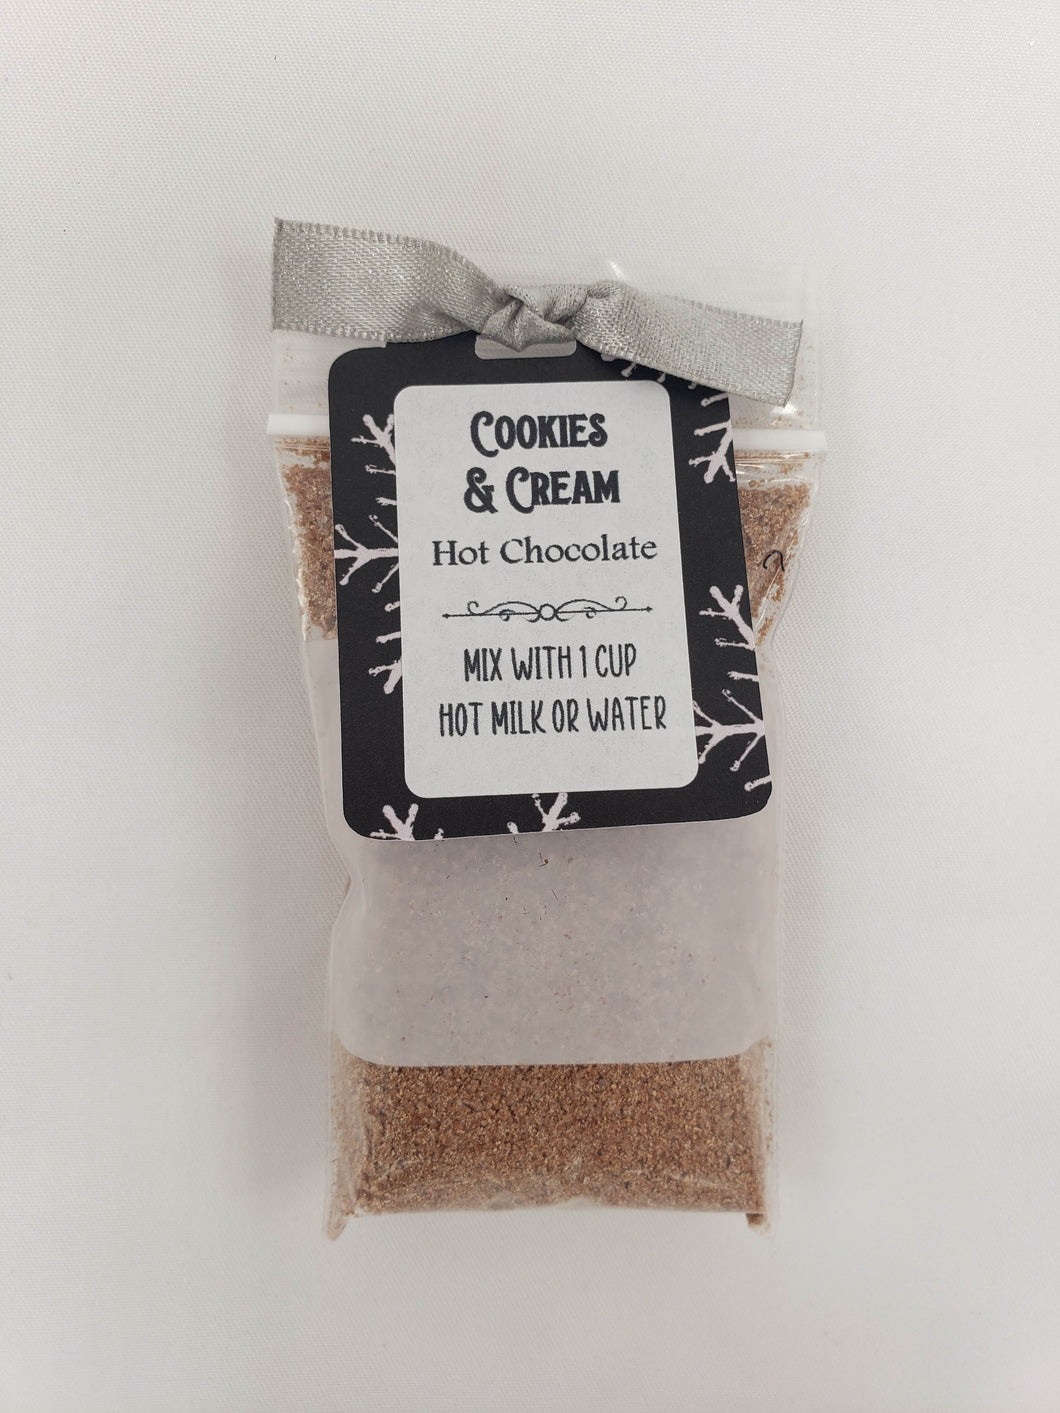 Cookies
& Cream
Hot Chocolate
MIX WITH 1 CUP
HOT MILK OR WATER